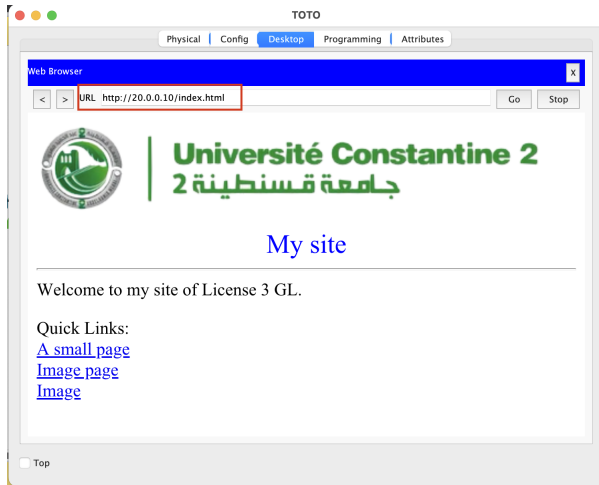 TOTO
Physical Config Desktop Programming Attributes
Web Browser X
< > URL http://20.0.0.10/index.html Go Stop
Université Constantine 2
جامعة قسنطينة 2
My site
Welcome to my site of License 3 GL.
Quick Links:
A small page
Image page
Image
Top